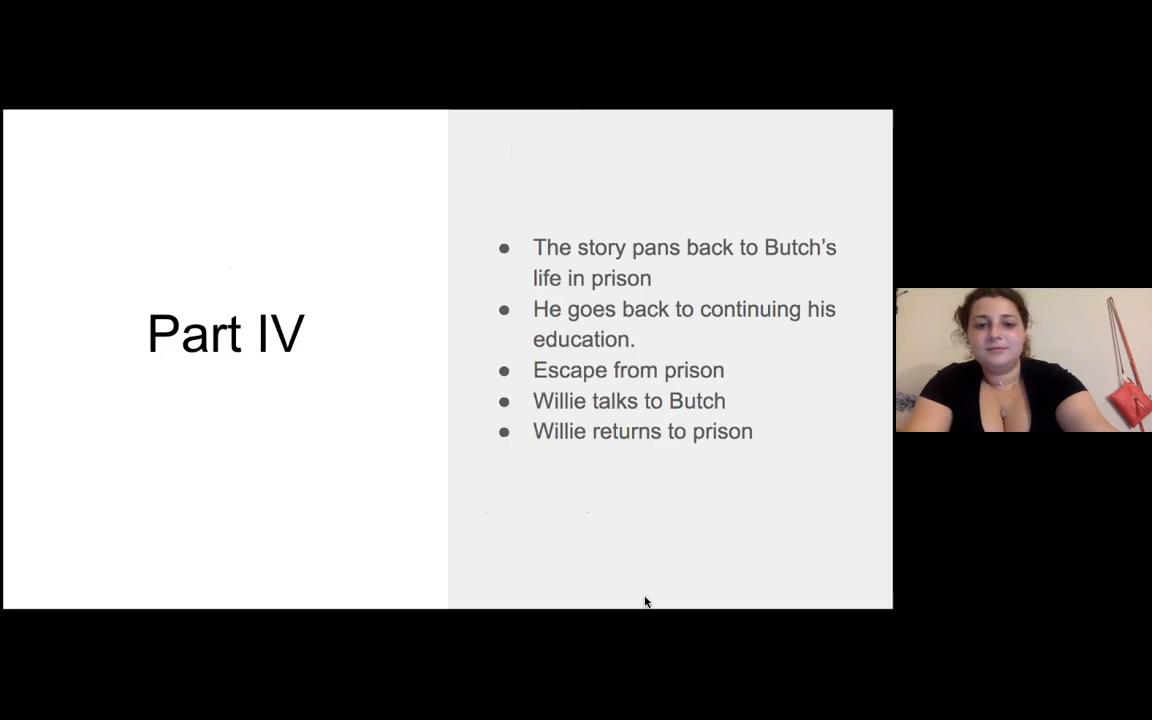 Part IV
● The story pans back to Butch’s
life in prison
● He goes back to continuing his
education.
● Escape from prison
● Willie talks to Butch
● Willie returns to prison